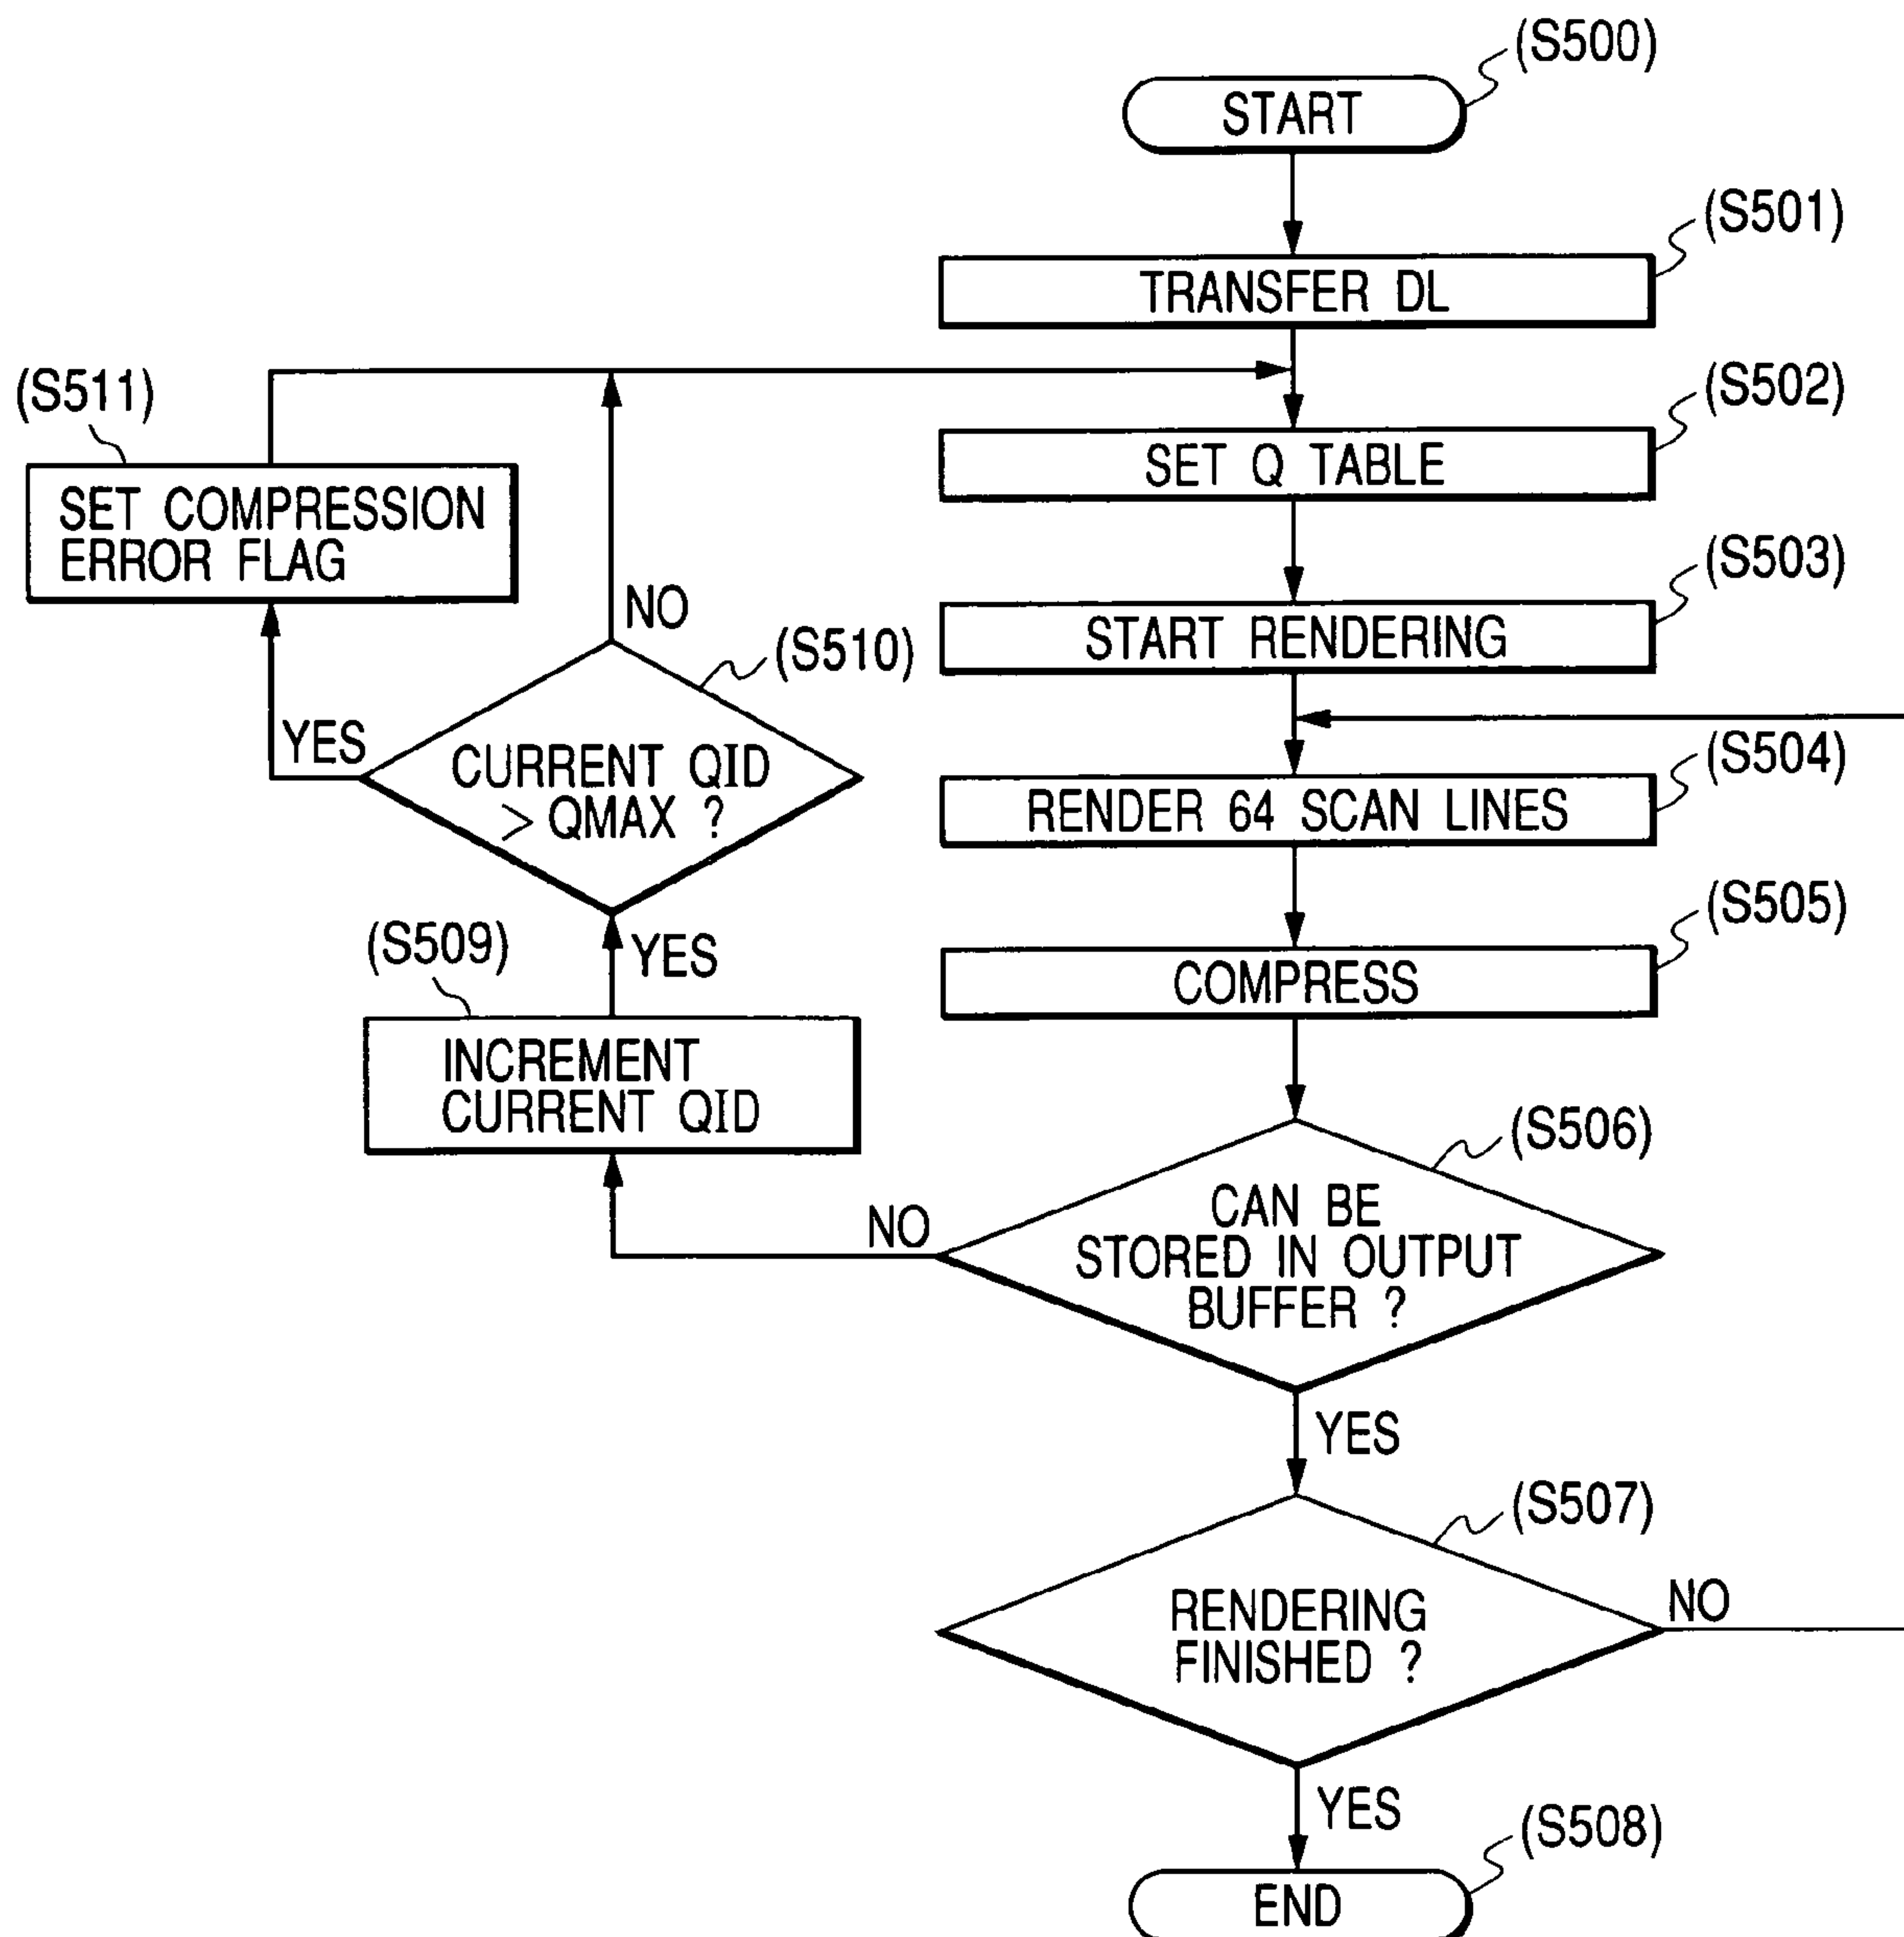 (S500)
START
(S501)
TRANSFER DL
(S502)
SET Q TABLE
(S503)
START RENDERING
(S504)
RENDER 64 SCAN LINES
(S505)
COMPRESS
(S506)
CAN BE
STORED IN OUTPUT
BUFFER ?
NO
YES
(S507)
RENDERING
FINISHED ?
NO
YES
(S508)
END
(S509)
INCREMENT
CURRENT QID
YES
(S510)
CURRENT QID
> QMAX ?
NO
YES
(S511)
SET COMPRESSION
ERROR FLAG